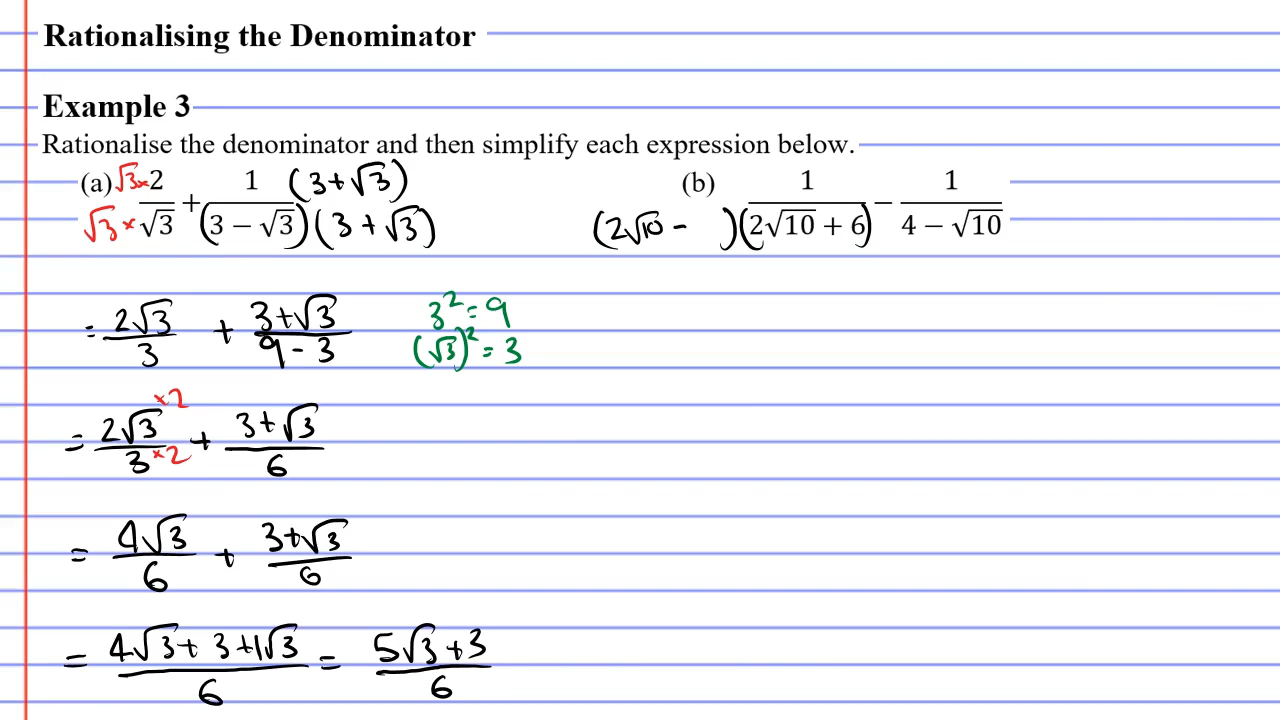 Rationalising the Denominator
Example 3
Rationalise the denominator and then simplify each expression below.
(a) √3 × 2 / √3 × √3 + 1 (3 + √3) / (3 − √3)(3 + √3)
(b) 1 / (2√10 − )(2√10 + 6) − 1 / 4 − √10
= 2√3 / 3 + 3 + √3 / 9 − 3
3² = 9
(√3)² = 3
= 2√3 ×2 / 3 ×2 + 3 + √3 / 6
= 4√3 / 6 + 3 + √3 / 6
= 4√3 + 3 + 1√3 / 6 = 5√3 + 3 / 6